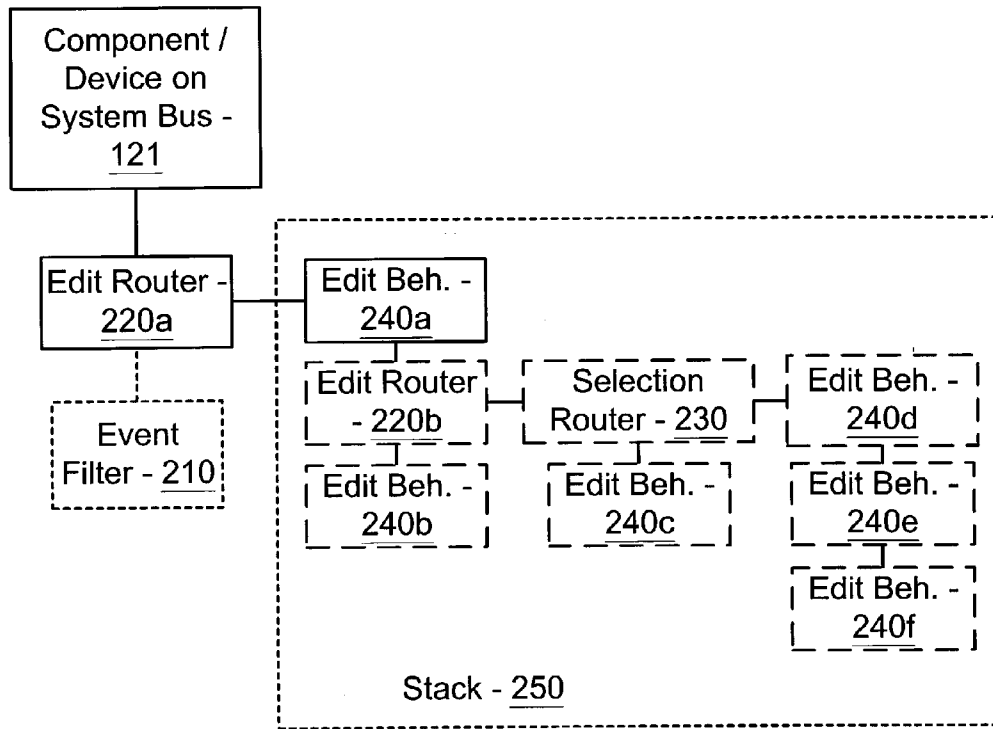 Component /
Device on
System Bus -
121
Edit Router -
220a
Event
Filter - 210
Edit Beh. -
240a
Edit Router
- 220b
Edit Beh. -
240b
Selection
Router - 230
Edit Beh. -
240c
Edit Beh. -
240d
Edit Beh. -
240e
Edit Beh. -
240f
Stack - 250